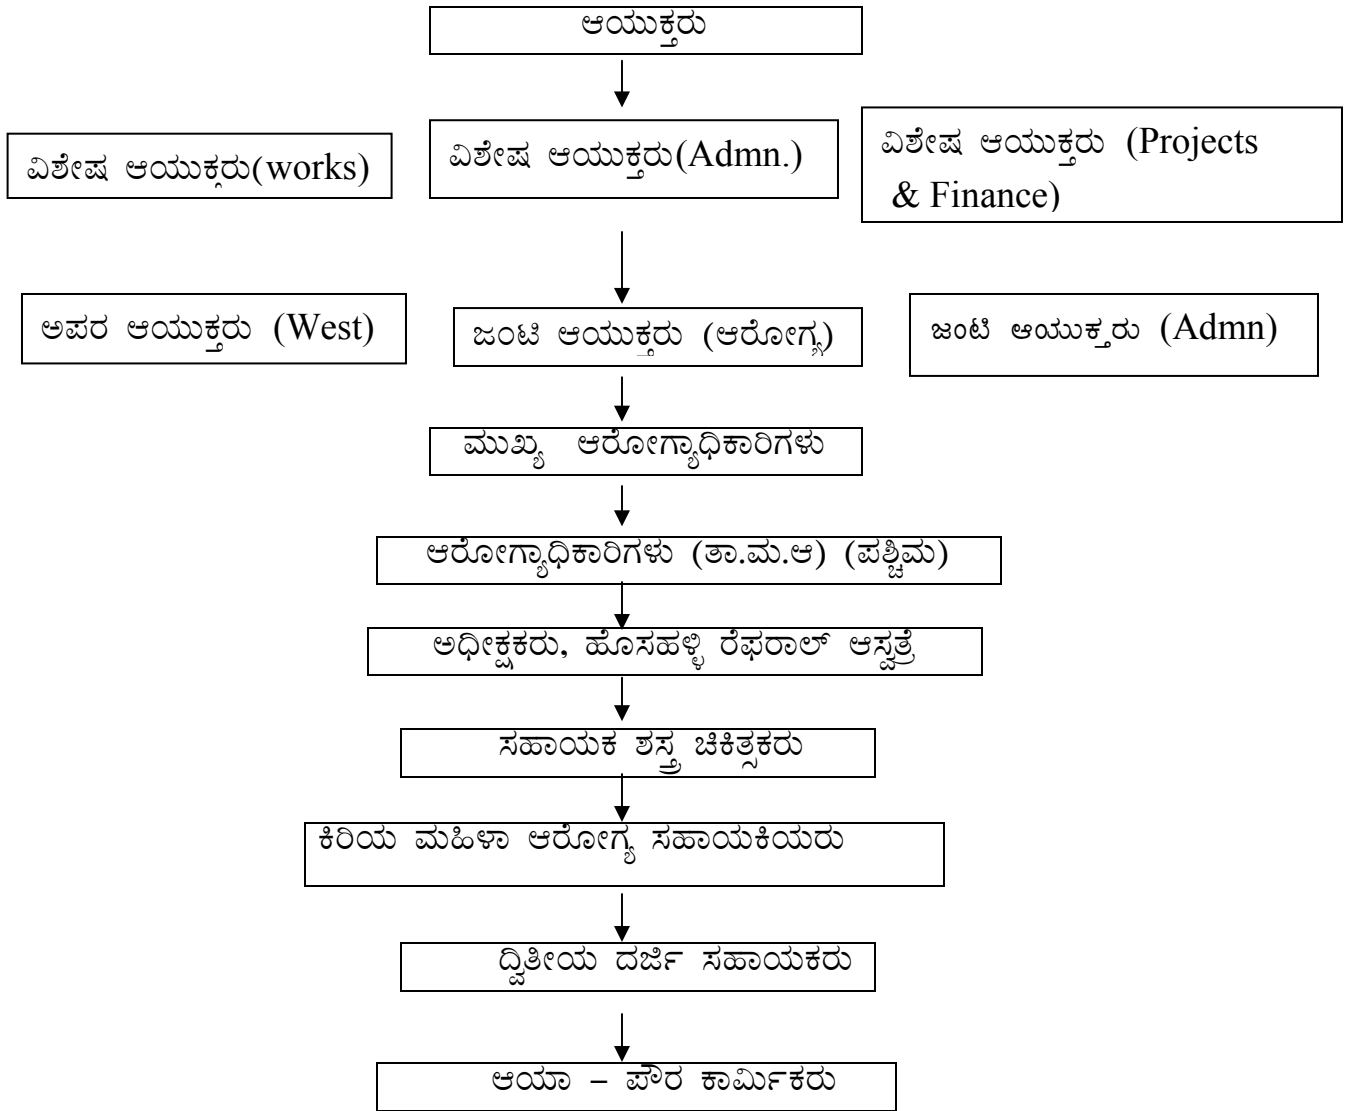 ಆಯುಕ್ತರು
ವಿಶೇಷ ಆಯುಕ್ತರು(works)
ವಿಶೇಷ ಆಯುಕ್ತರು(Admn.)
ವಿಶೇಷ ಆಯುಕ್ತರು (Projects
& Finance)
ಅಪರ ಆಯುಕ್ತರು (West)
ಜಂಟಿ ಆಯುಕ್ತರು (ಆರೋಗ್ಯ)
ಜಂಟಿ ಆಯುಕ್ತರು (Admn)
ಮುಖ್ಯ ಆರೋಗ್ಯಾಧಿಕಾರಿಗಳು
ಆರೋಗ್ಯಾಧಿಕಾರಿಗಳು (ತಾ.ಮ.ಆ) (ಪಶ್ಚಿಮ)
ಅಧೀಕ್ಷಕರು, ಹೊಸಹಳ್ಳಿ ರೆಫರಾಲ್ ಆಸ್ವತ್ರೆ
ಸಹಾಯಕ ಶಸ್ತ್ರ ಚಿಕಿತ್ಸಕರು
ಕಿರಿಯ ಮಹಿಳಾ ಆರೋಗ್ಯ ಸಹಾಯಕಿಯರು
ದ್ವಿತೀಯ ದರ್ಜಿ ಸಹಾಯಕರು
ಆಯಾ – ಪೌರ ಕಾರ್ಮಿಕರು